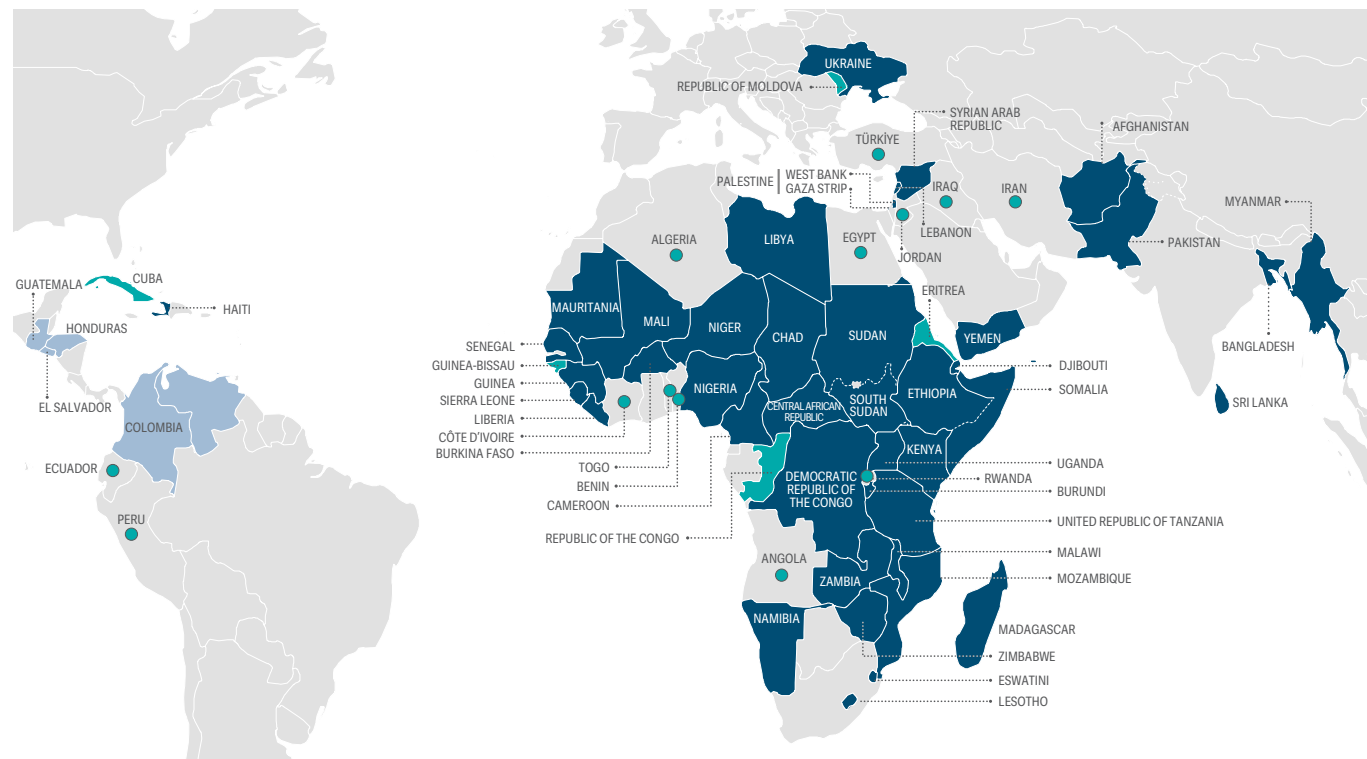 UKRAINE
REPUBLIC OF MOLDOVA
SYRIAN ARAB
REPUBLIC
AFGHANISTAN
TÜRKİYE
PALESTINE
WEST BANK
GAZA STRIP
IRAQ
IRAN
MYANMAR
LEBANON
PAKISTAN
JORDAN
ALGERIA
LIBYA
EGYPT
GUATEMALA
CUBA
HAITI
HONDURAS
ERITREA
MAURITANIA
MALI
NIGER
CHAD
SUDAN
YEMEN
BANGLADESH
SENEGAL
GUINEA-BISSAU
GUINEA
SIERRA LEONE
LIBERIA
CÔTE D'IVOIRE
BURKINA FASO
DJIBOUTI
SOMALIA
SRI LANKA
NIGERIA
ETHIOPIA
SOUTH
SUDAN
CENTRAL AFRICAN
REPUBLIC
EL SALVADOR
COLOMBIA
ECUADOR
PERU
KENYA
TOGO
BENIN
CAMEROON
REPUBLIC OF THE CONGO
DEMOCRATIC
REPUBLIC OF
THE CONGO
UGANDA
RWANDA
BURUNDI
UNITED REPUBLIC OF TANZANIA
MALAWI
MOZAMBIQUE
ANGOLA
ZAMBIA
NAMIBIA
MADAGASCAR
ZIMBABWE
ESWATINI
LESOTHO